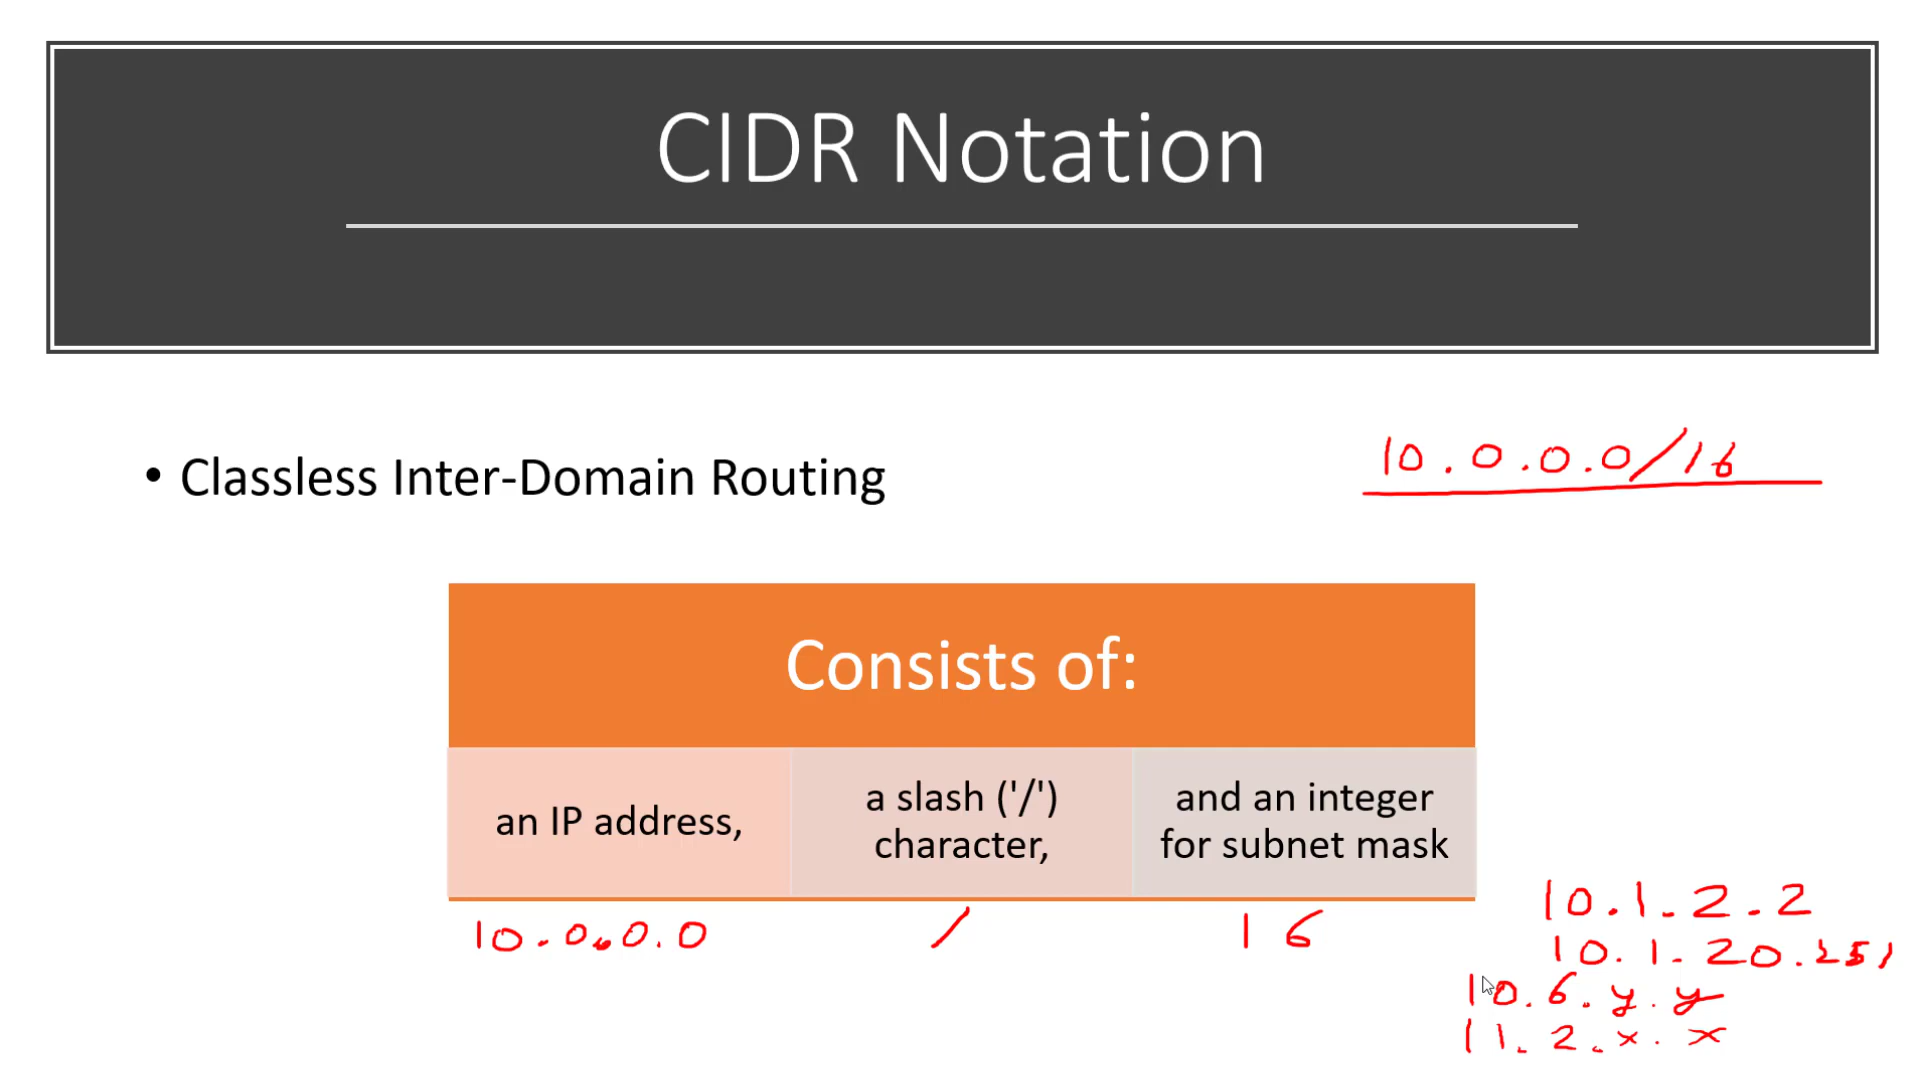 CIDR Notation
• Classless Inter-Domain Routing
10.0.0.0/16
Consists of:
an IP address,
a slash ('/')
character,
and an integer
for subnet mask
10.0.0.0
/
16
10.1.2.2
10.1.20.251
10.6.y.y
11.2.x.x